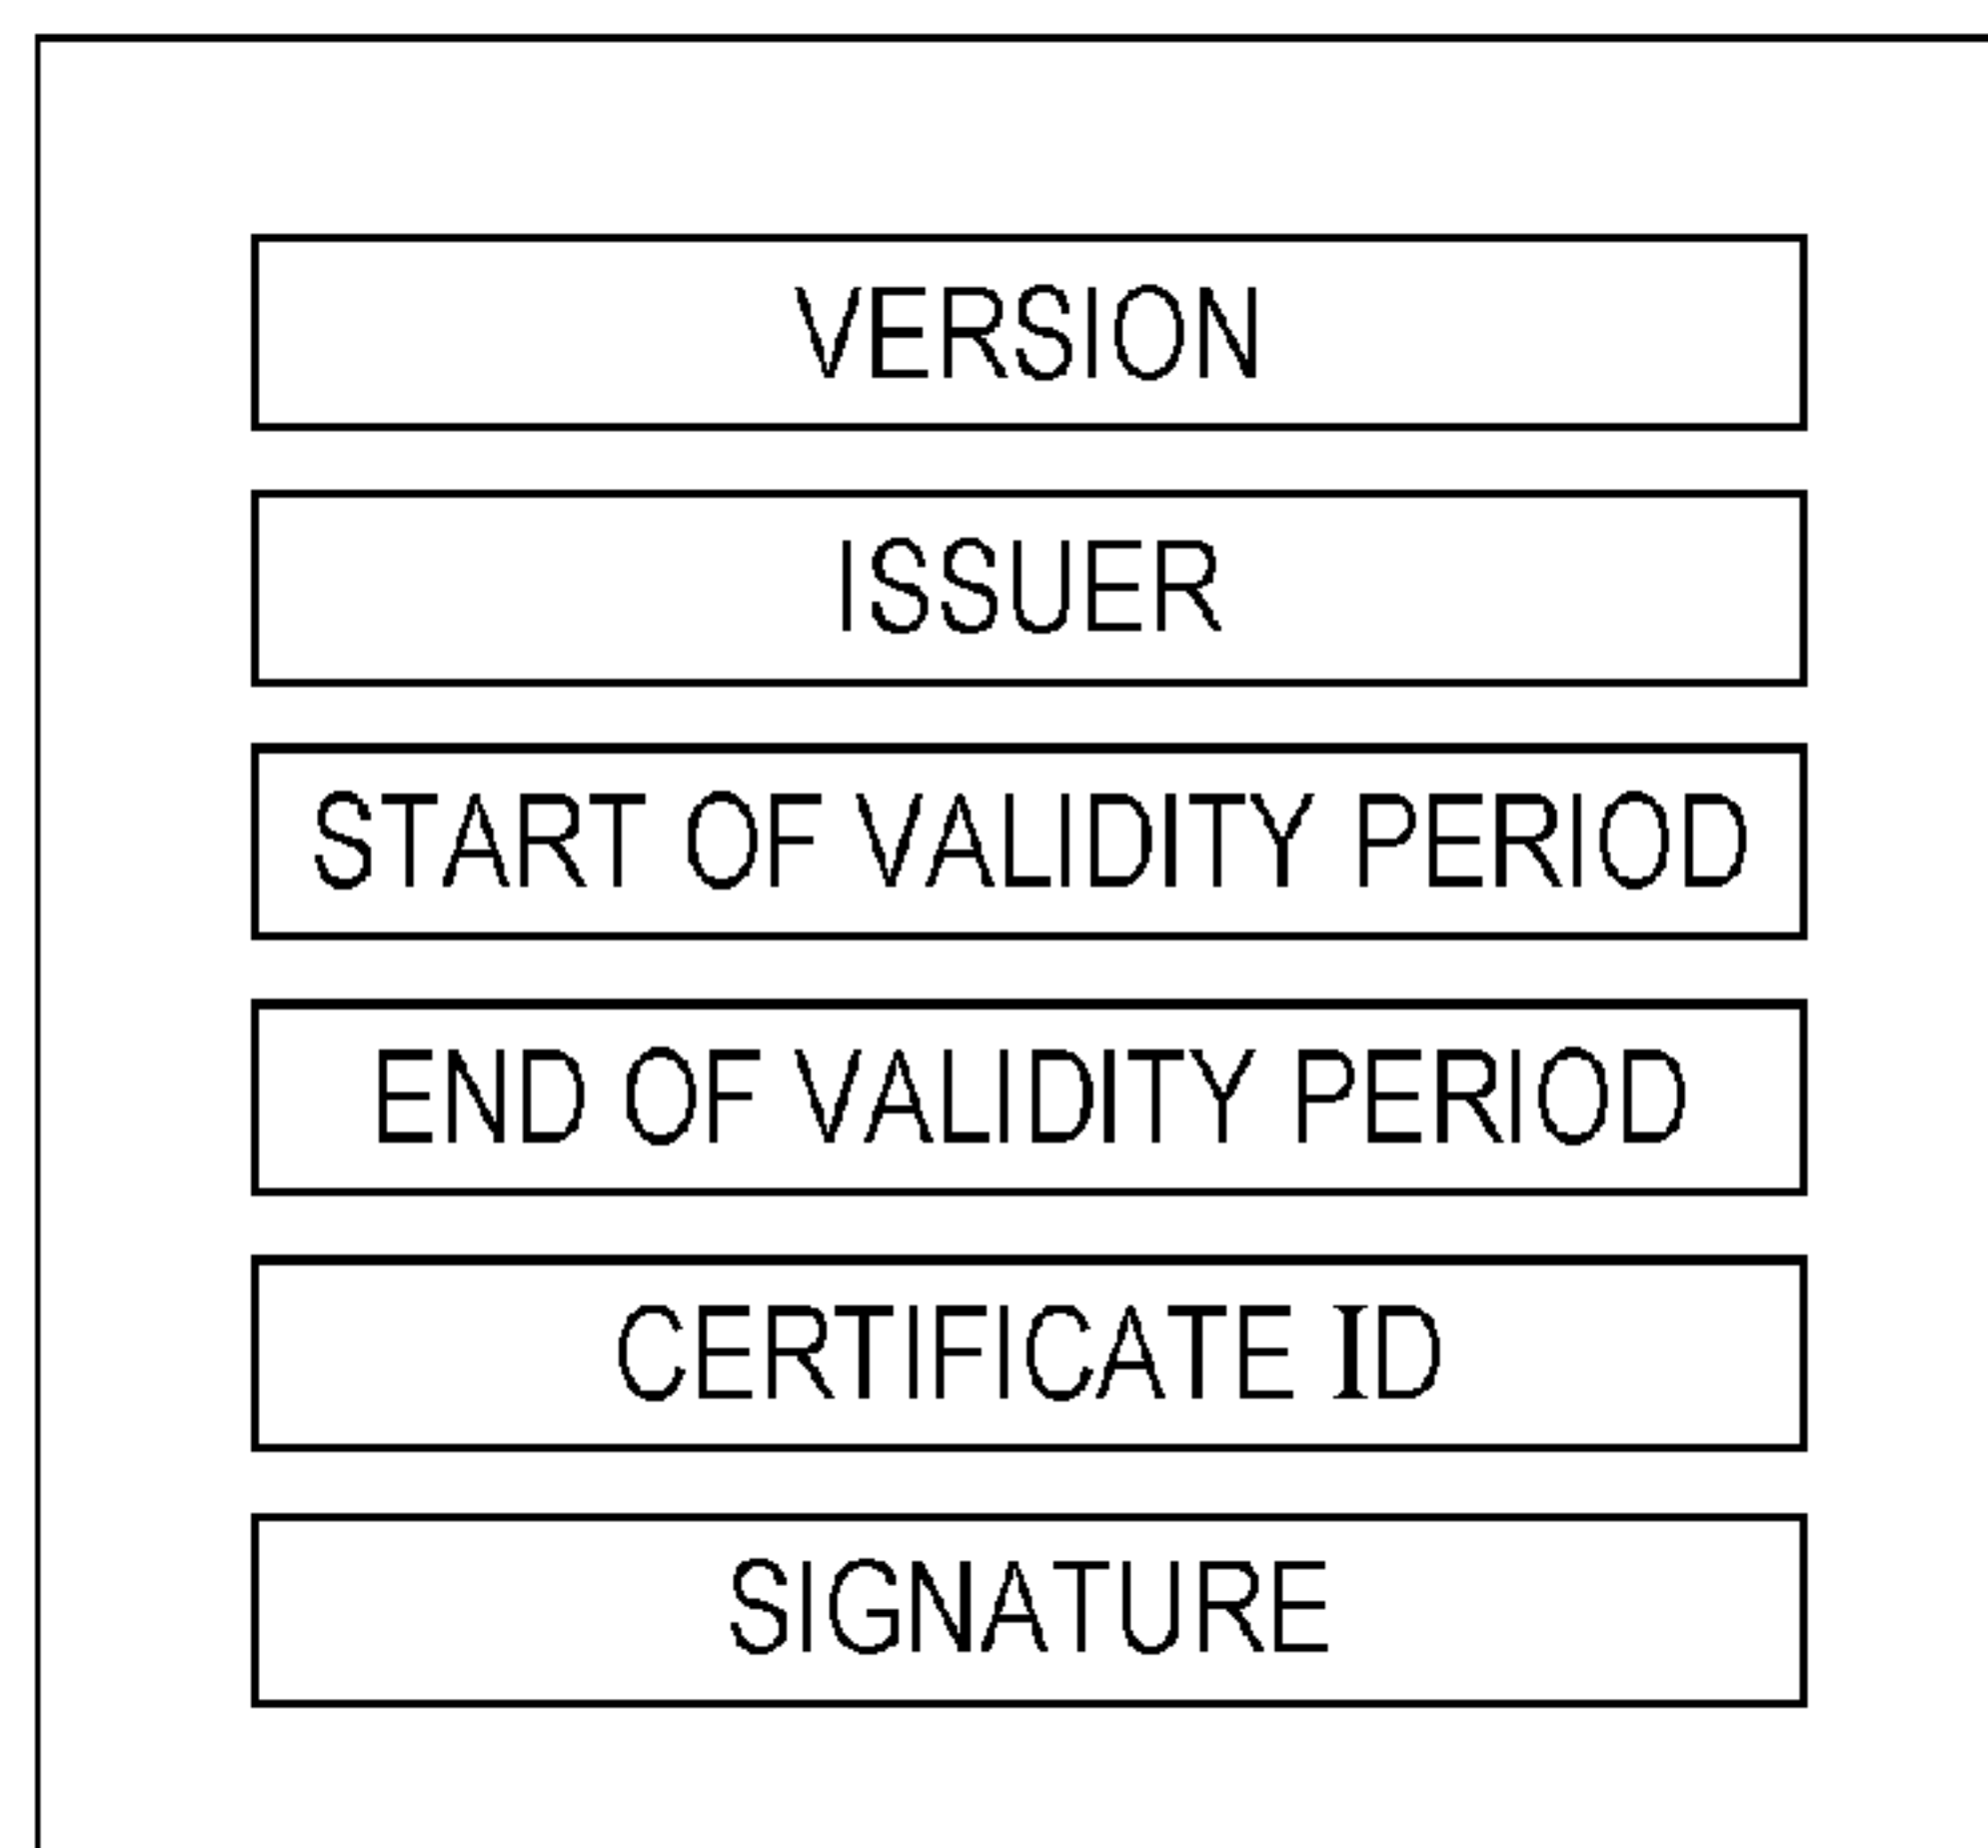 VERSION
ISSUER
START OF VALIDITY PERIOD
END OF VALIDITY PERIOD
CERTIFICATE ID
SIGNATURE